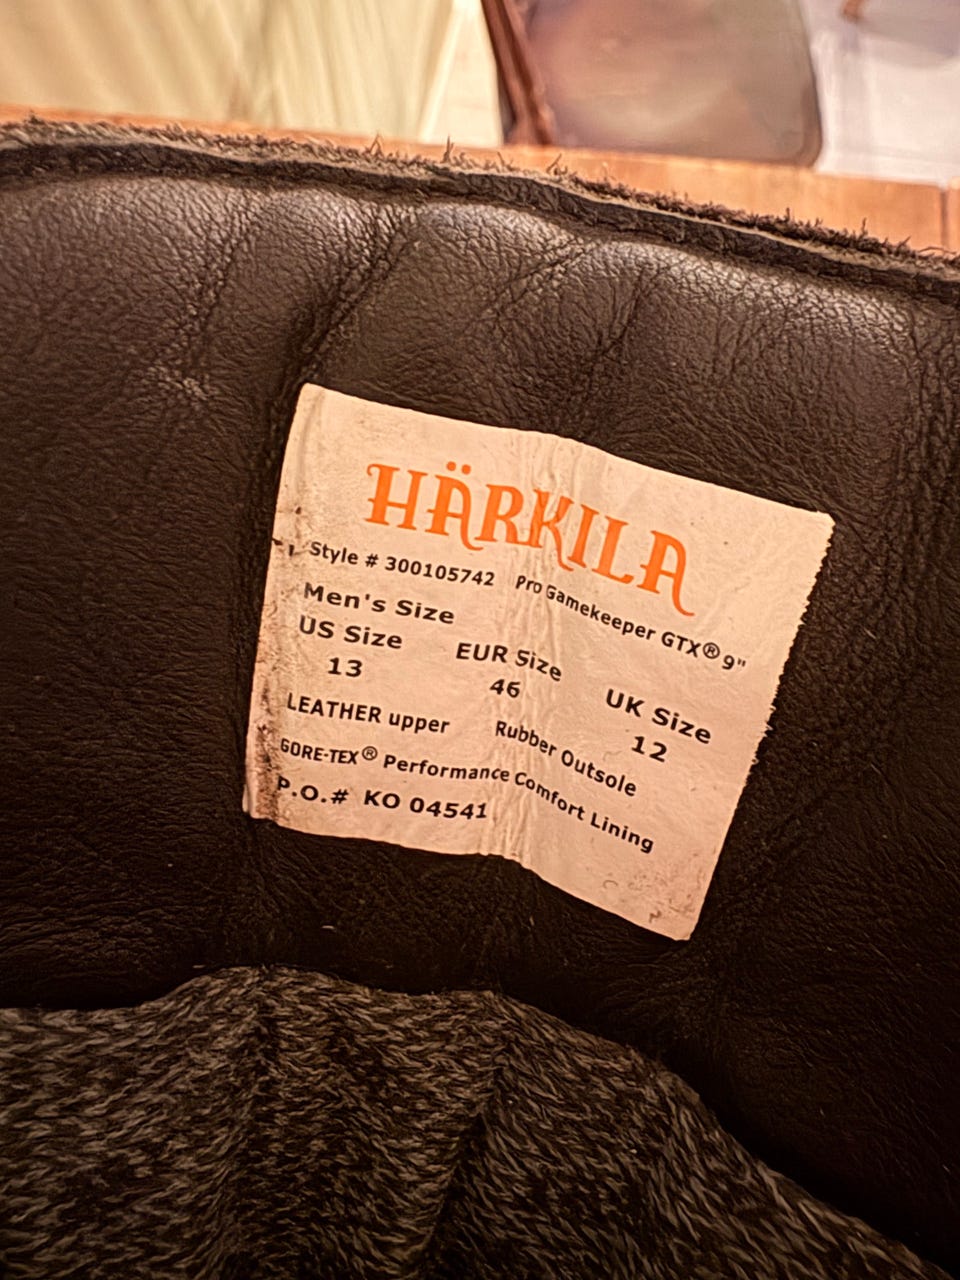 HÄRKILA
Style # 300105742 Pro Gamekeeper GTX® 9"
Men's Size
US Size EUR Size UK Size
13 46 12
LEATHER upper Rubber Outsole
GORE-TEX® Performance Comfort Lining
P.O.# KO 04541